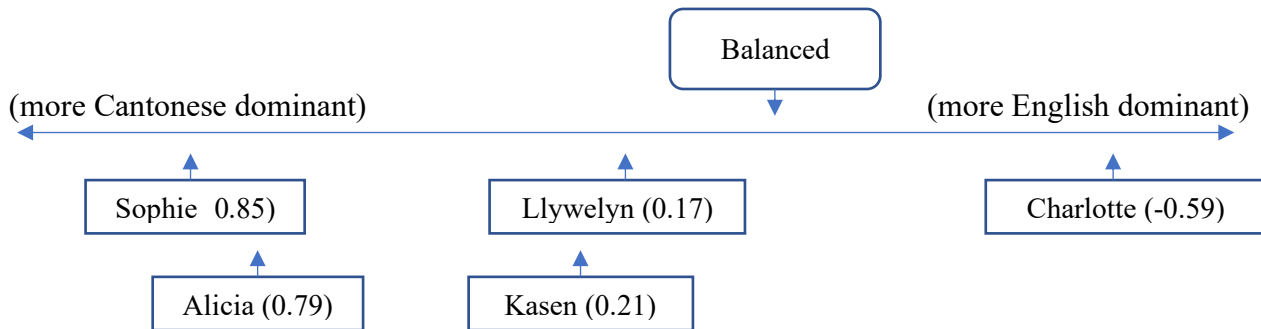 Balanced
(more Cantonese dominant) (more English dominant)
Sophie 0.85) Llywelyn (0.17) Charlotte (-0.59)
Alicia (0.79) Kasen (0.21)